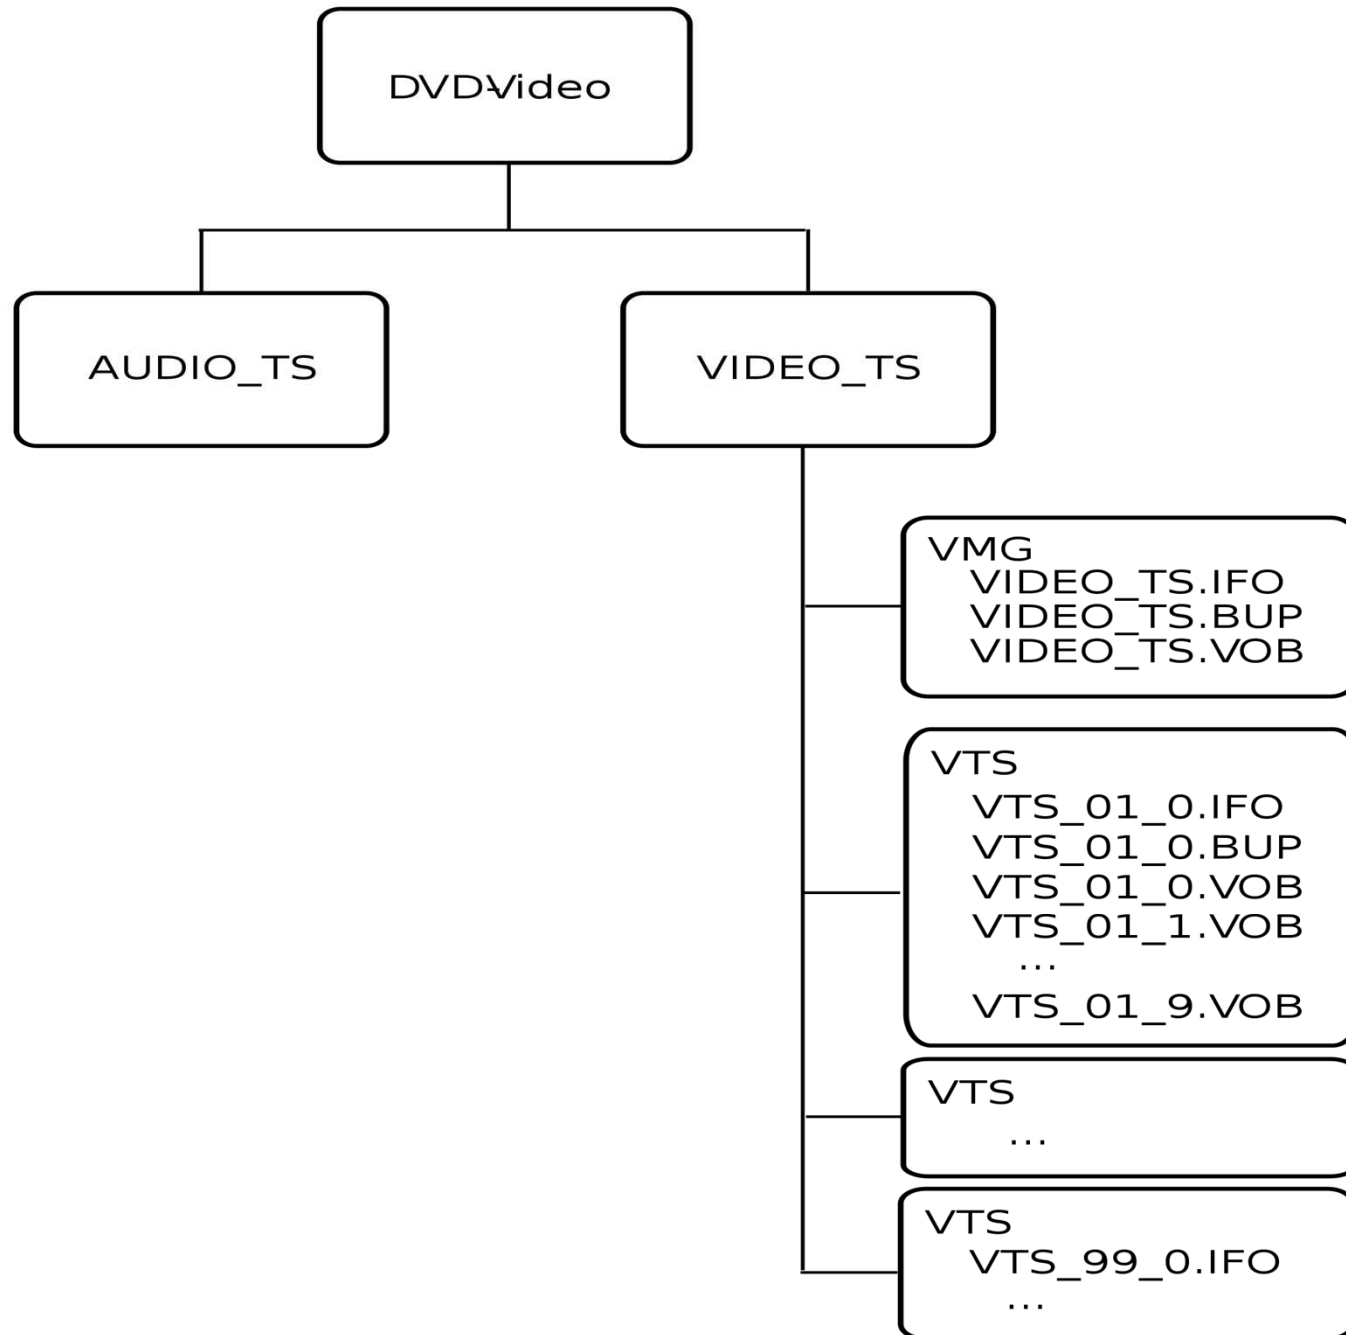 DVD-Video
AUDIO_TS
VIDEO_TS
VMG
VIDEO_TS.IFO
VIDEO_TS.BUP
VIDEO_TS.VOB
VTS
VTS_01_0.IFO
VTS_01_0.BUP
VTS_01_0.VOB
VTS_01_1.VOB
...
VTS_01_9.VOB
VTS
...
VTS
VTS_99_0.IFO
...